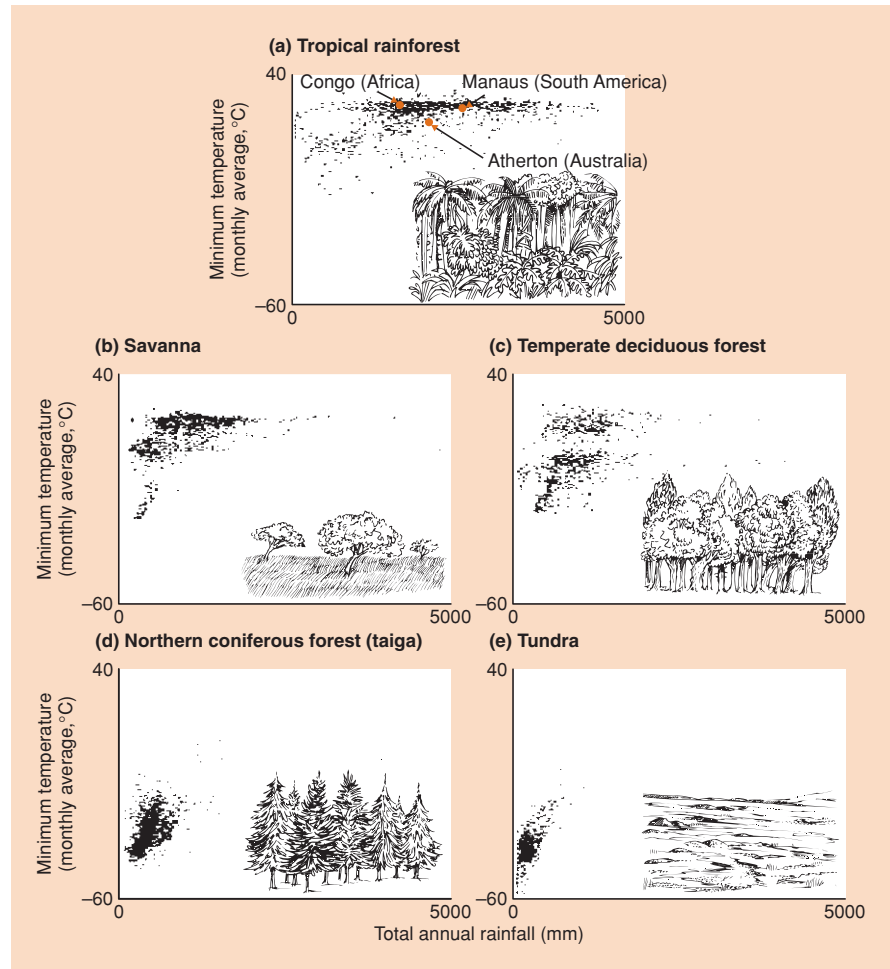 (a) Tropical rainforest
40
Congo (Africa) Manaus (South America)
Atherton (Australia)
Minimum temperature
(monthly average,°C)
–60
0 5000
(b) Savanna
40
Minimum temperature
(monthly average,°C)
–60
0 5000
(c) Temperate deciduous forest
40
–60
0 5000
(d) Northern coniferous forest (taiga)
40
Minimum temperature
(monthly average,°C)
–60
0 5000
(e) Tundra
40
–60
0 5000
Total annual rainfall (mm)